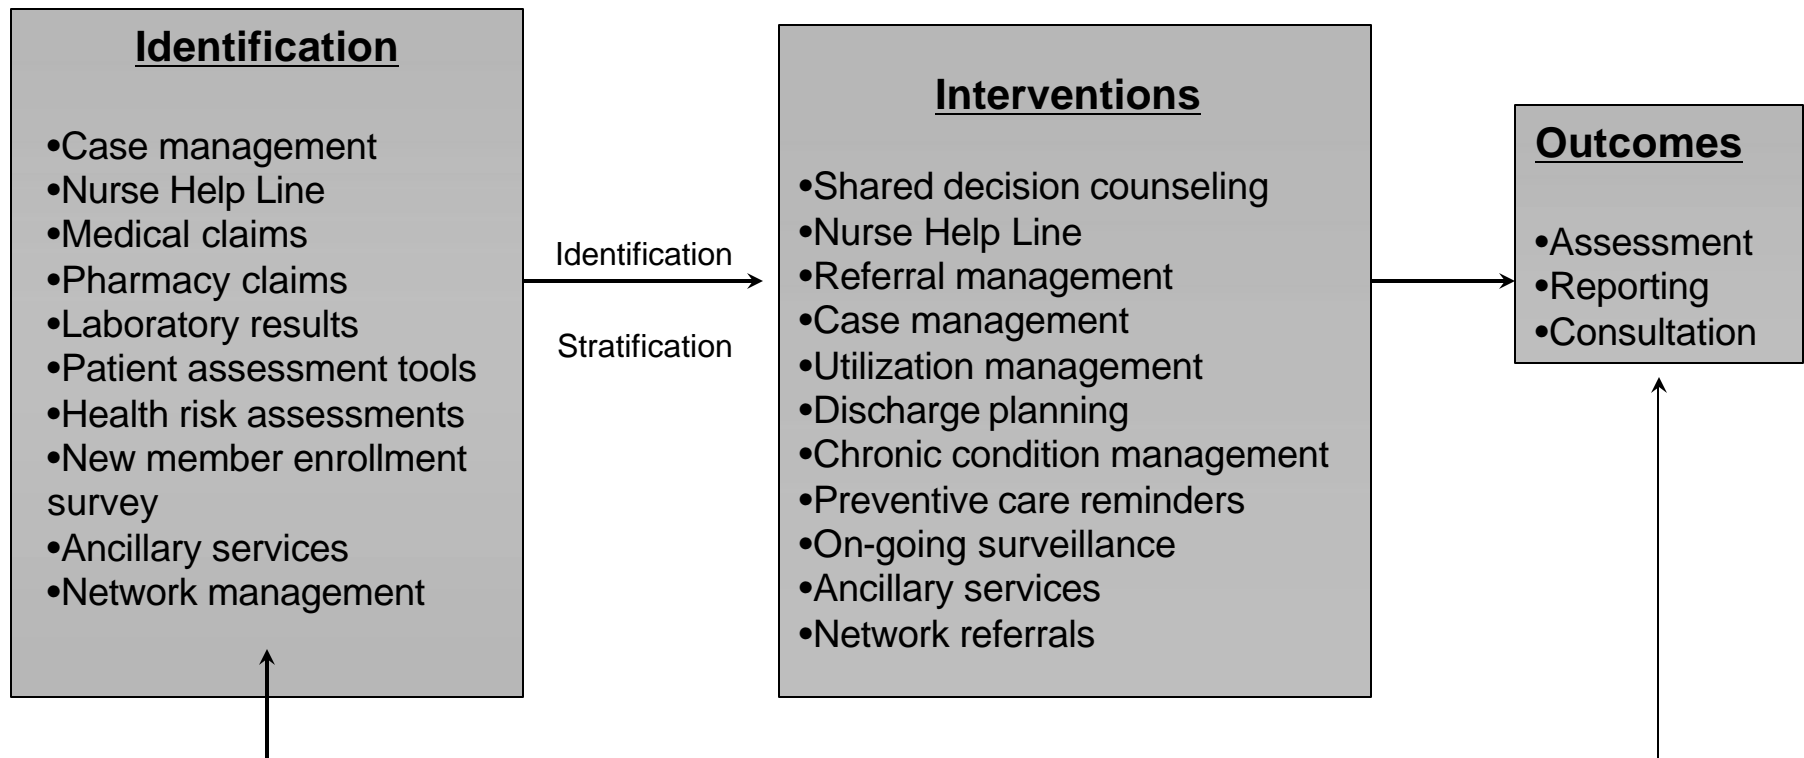 Identification
•Case management
•Nurse Help Line
•Medical claims
•Pharmacy claims
•Laboratory results
•Patient assessment tools
•Health risk assessments
•New member enrollment
survey
•Ancillary services
•Network management
Identification
Stratification
Interventions
•Shared decision counseling
•Nurse Help Line
•Referral management
•Case management
•Utilization management
•Discharge planning
•Chronic condition management
•Preventive care reminders
•On-going surveillance
•Ancillary services
•Network referrals
Outcomes
•Assessment
•Reporting
•Consultation